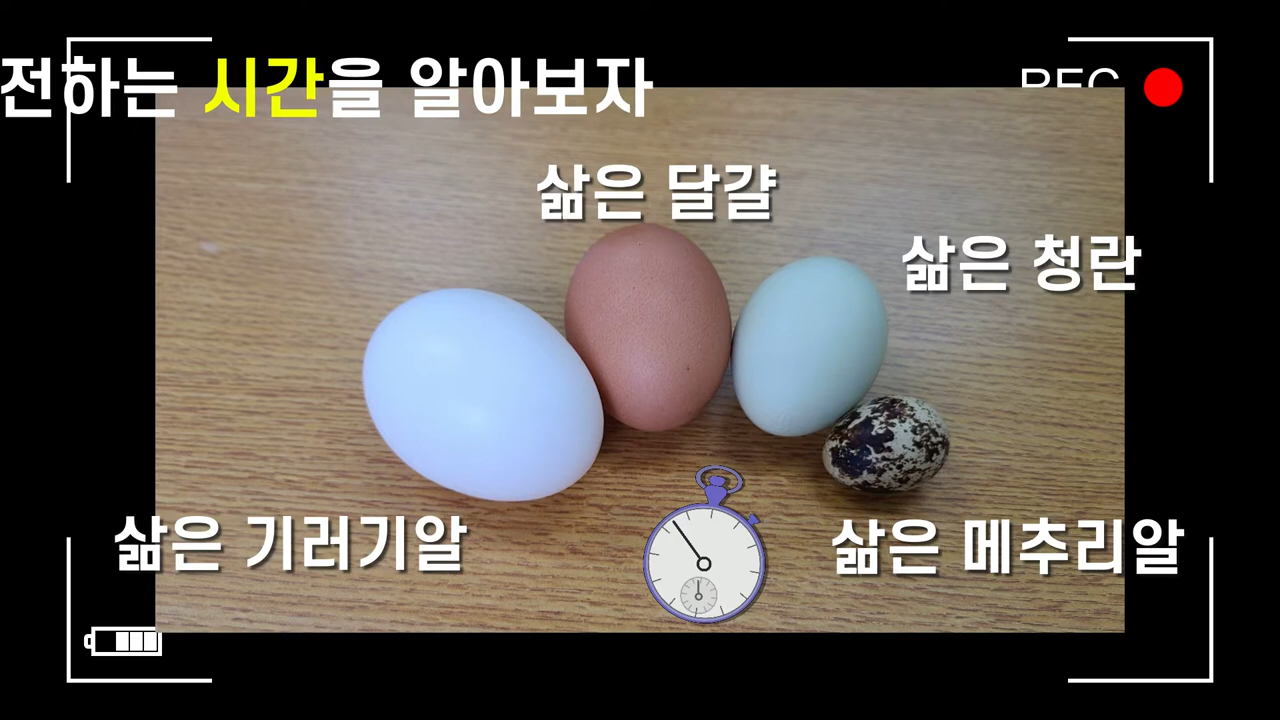 전하는 시간을 알아보자
REC
삶은 달걀
삶은 청란
삶은 기러기알
삶은 메추리알